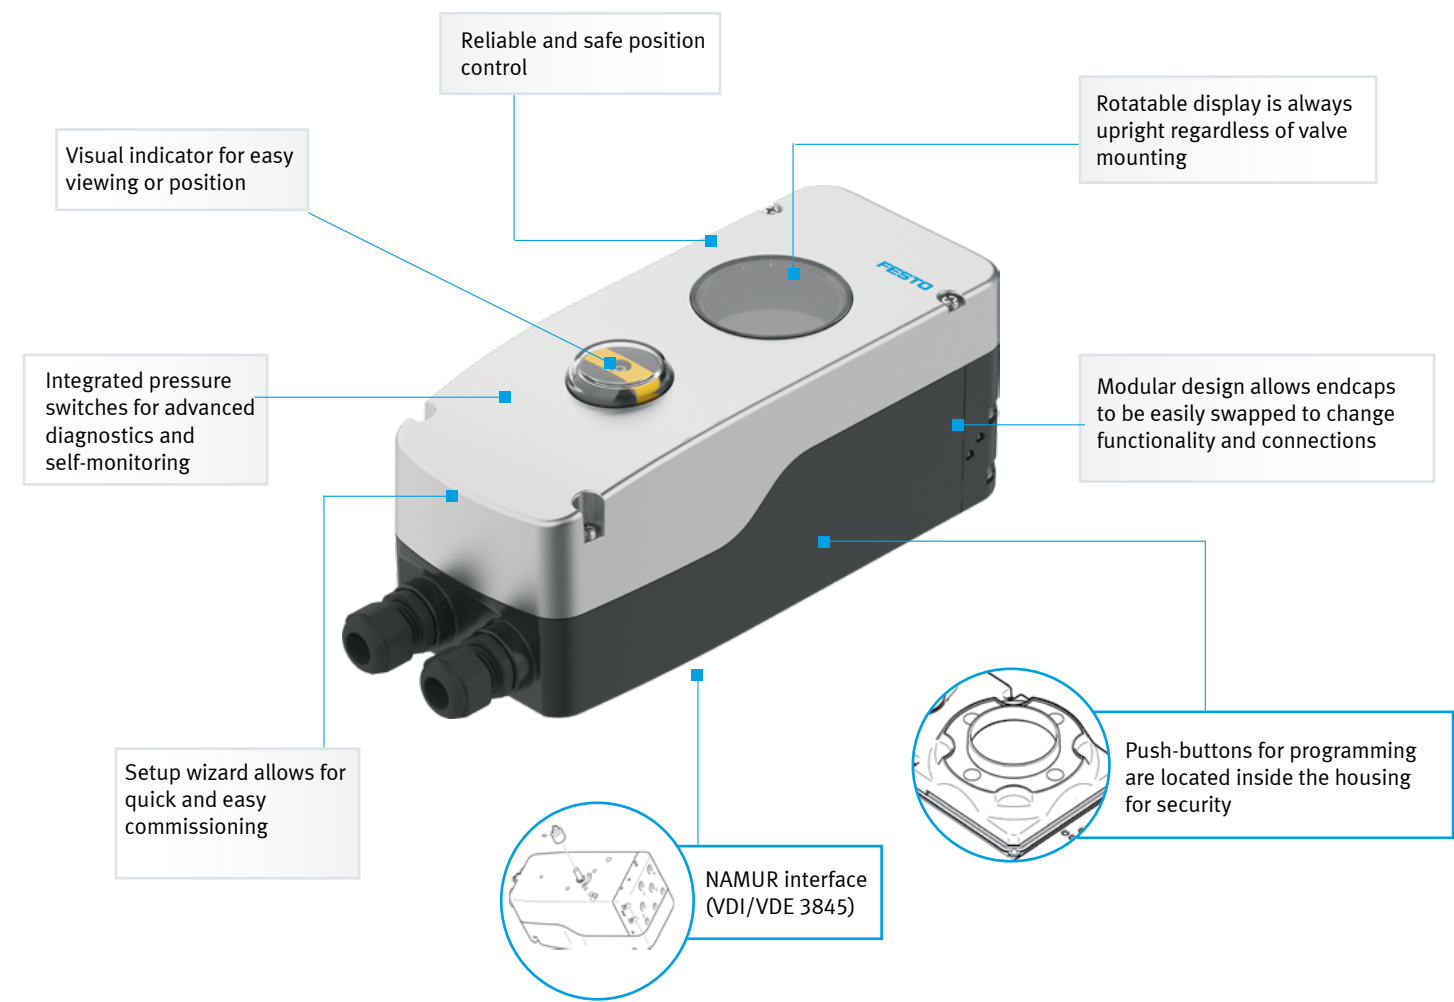 Reliable and safe position
control
Rotatable display is always
upright regardless of valve
mounting
Visual indicator for easy
viewing or position
FESTO
Integrated pressure
switches for advanced
diagnostics and
self-monitoring
Modular design allows endcaps
to be easily swapped to change
functionality and connections
Setup wizard allows for
quick and easy
commissioning
Push-buttons for programming
are located inside the housing
for security
NAMUR interface
(VDI/VDE 3845)